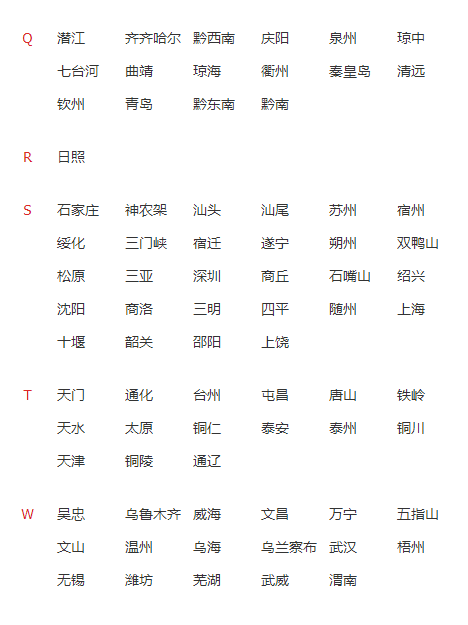 Q 潜江 齐齐哈尔 黔西南 庆阳 泉州 琼中
七台河 曲靖 琼海 衢州 秦皇岛 清远
钦州 青岛 黔东南 黔南
R 日照
S 石家庄 神农架 汕头 汕尾 苏州 宿州
绥化 三门峡 宿迁 遂宁 朔州 双鸭山
松原 三亚 深圳 商丘 石嘴山 绍兴
沈阳 商洛 三明 四平 随州 上海
十堰 韶关 邵阳 上饶
T 天门 通化 台州 屯昌 唐山 铁岭
天水 太原 铜仁 泰安 泰州 铜川
天津 铜陵 通辽
W 吴忠 乌鲁木齐 威海 文昌 万宁 五指山
文山 温州 乌海 乌兰察布 武汉 梧州
无锡 潍坊 芜湖 武威 渭南